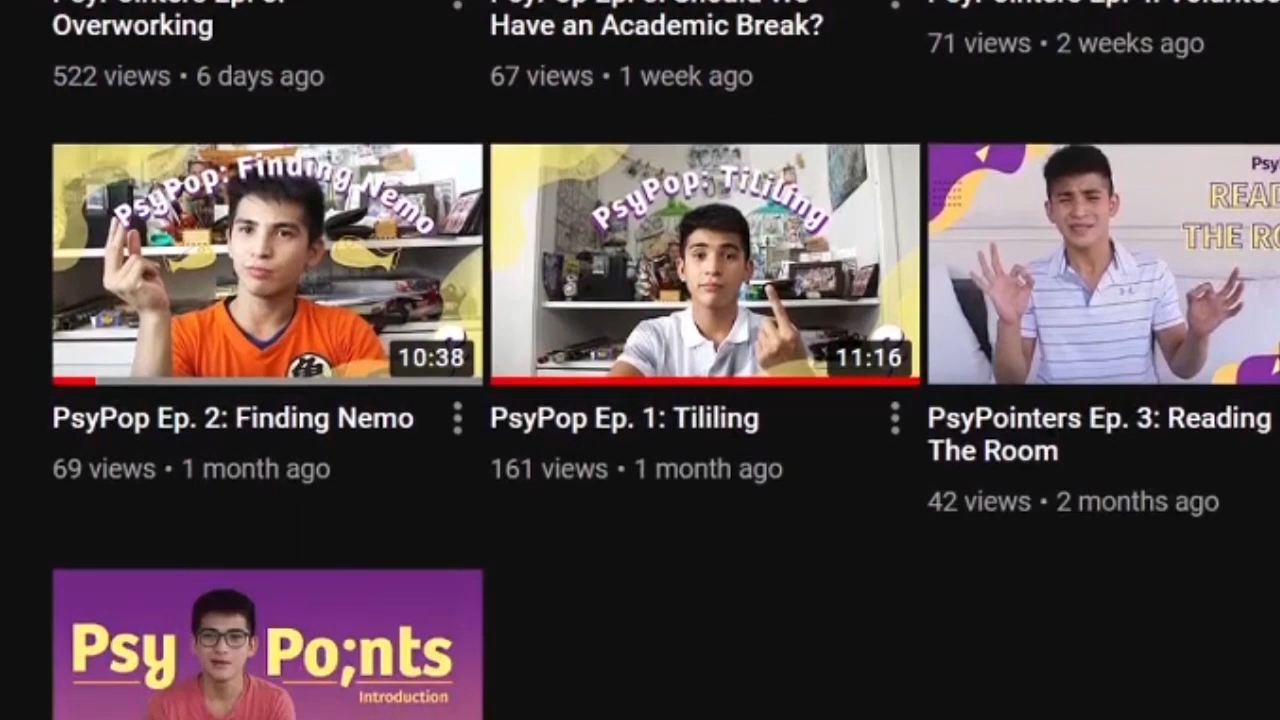 Overworking
Have an Academic Break?
522 views • 6 days ago
67 views • 1 week ago
71 views • 2 weeks ago
PsyPop: Finding Nemo
10:38
PsyPop: Tililing
11:16
Psy
READ
THE RO
PsyPop Ep. 2: Finding Nemo
69 views • 1 month ago
PsyPop Ep. 1: Tililing
161 views • 1 month ago
PsyPointers Ep. 3: Reading
The Room
42 views • 2 months ago
Psy Po;nts
Introduction